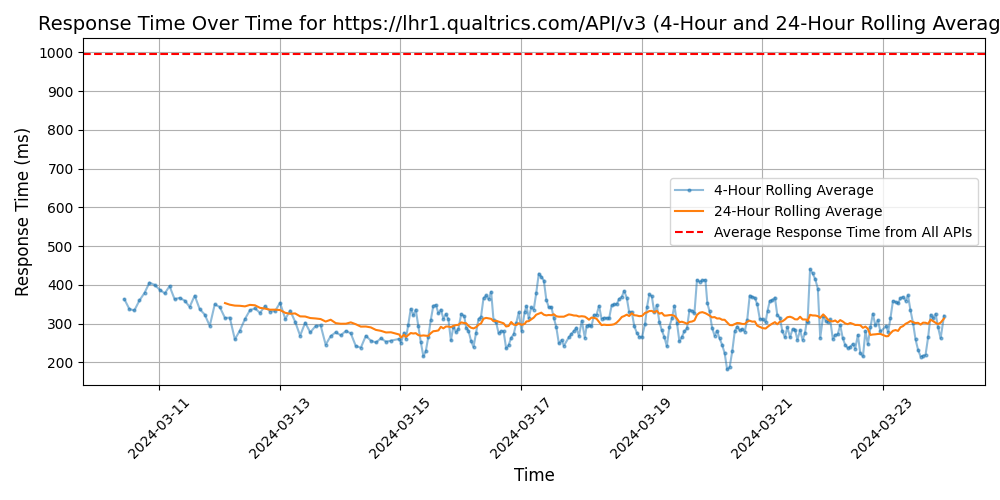 Response Time Over Time for https://lhr1.qualtrics.com/API/v3 (4-Hour and 24-Hour Rolling Averag
Response Time (ms)
1000
900
800
700
600
500
400
300
200
4-Hour Rolling Average
24-Hour Rolling Average
Average Response Time from All APIs
2024-03-11
2024-03-13
2024-03-15
2024-03-17
2024-03-19
2024-03-21
2024-03-23
Time